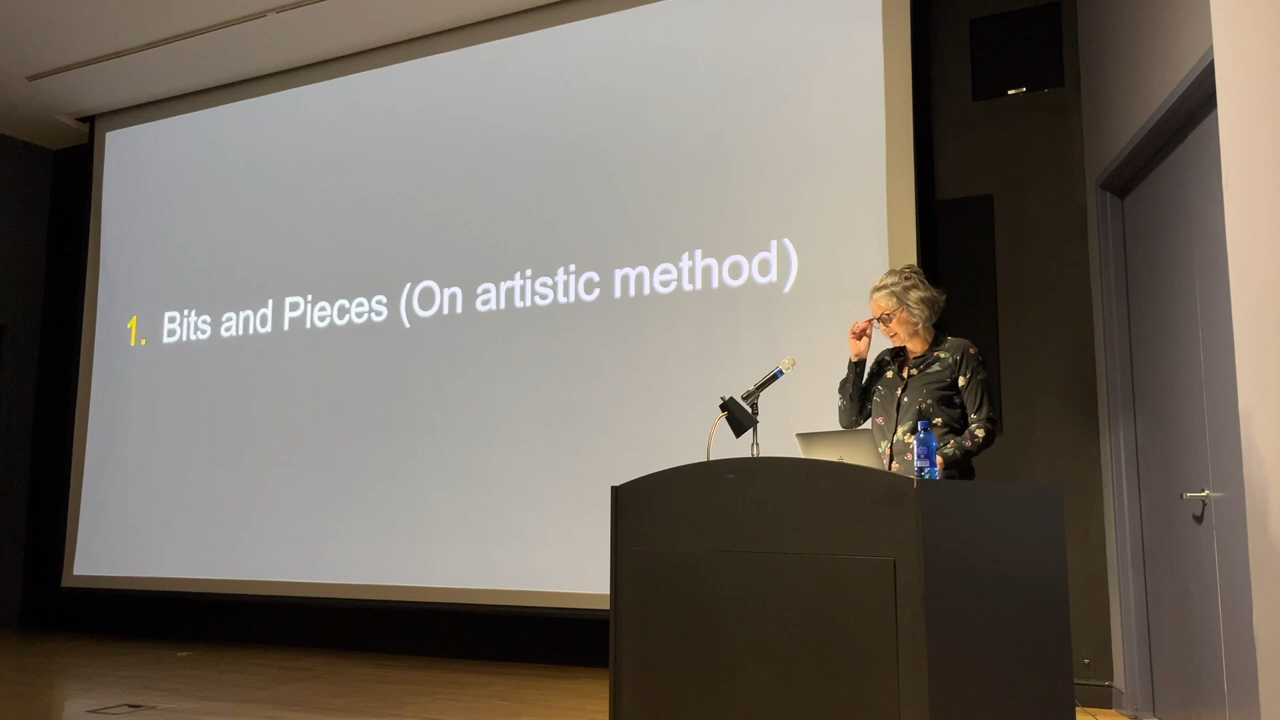 1. Bits and Pieces (On artistic method)